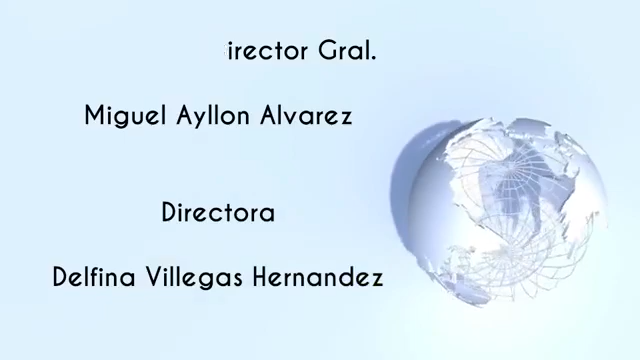 irector Gral.
Miguel Ayllon Alvarez
Directora
Delfina Villegas Hernandez